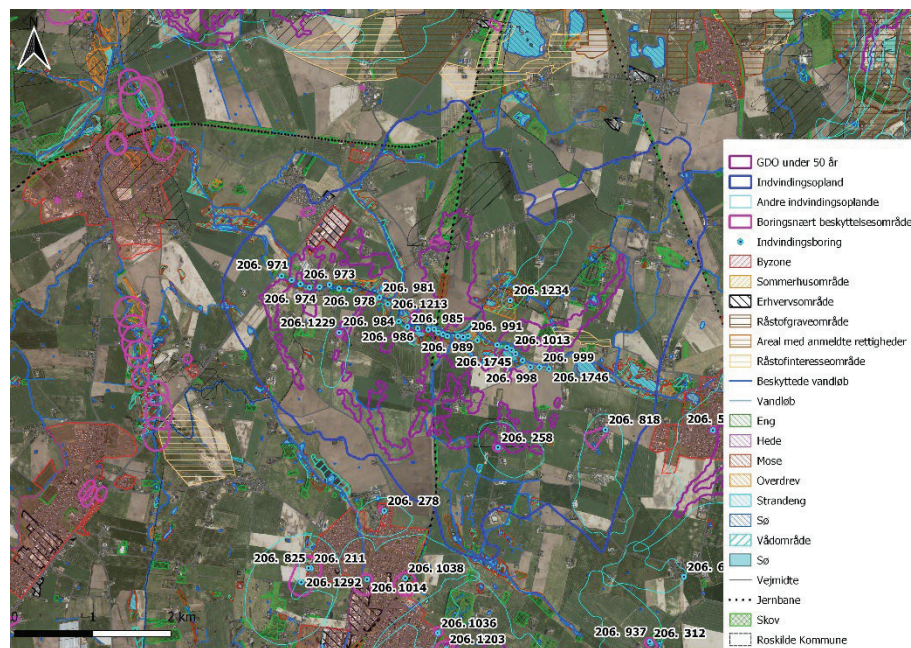 N
GDO under 50 år
Indvindingsopland
Andre indvindingsoplande
Boringsnært beskyttelsesområde
Indvindingsboring
Byzone
Sommerhusområde
Erhvervsområde
Råstofgraveområde
Areal med anmeldte rettigheder
Råstofinteresseområde
Beskyttede vandløb
Vandløb
Eng
Hede
Mose
Overdrev
Strandeng
Sø
Vådområde
Sø
Vejmidte
Jernbane
Skov
Roskilde Kommune
206. 971
206. 973
206. 981
206. 974
206. 978
206. 1213
206. 1234
206. 1229
206. 984
206. 985
206. 986
206. 991
206. 989
206. 1013
206. 1745
206. 999
206. 998
206. 1746
206. 818
206. 5
206. 258
206. 278
206. 825
206. 211
206. 1038
206. 6
206. 1292
206. 1014
206. 1036
206. 1203
206. 937
206. 312
0 1 2 km